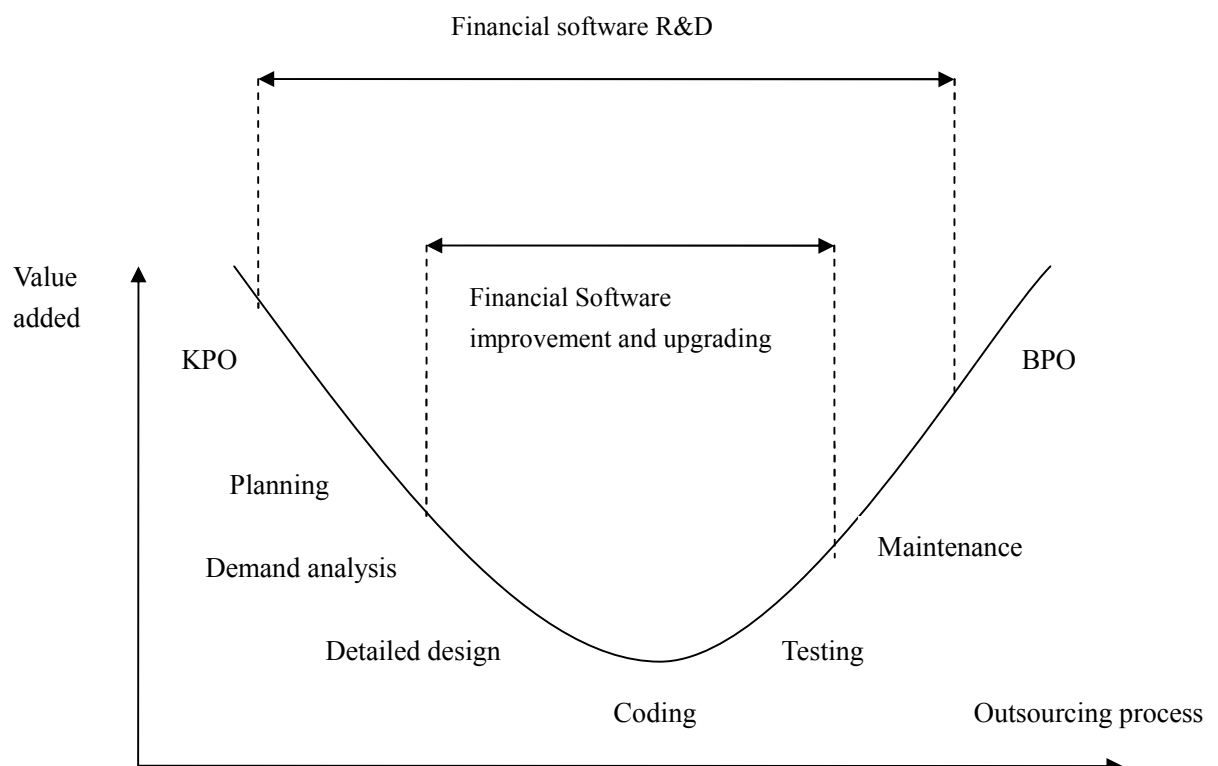 Financial software R&D
Value
added
Financial Software
improvement and upgrading
KPO
BPO
Planning
Maintenance
Demand analysis
Detailed design
Testing
Coding
Outsourcing process